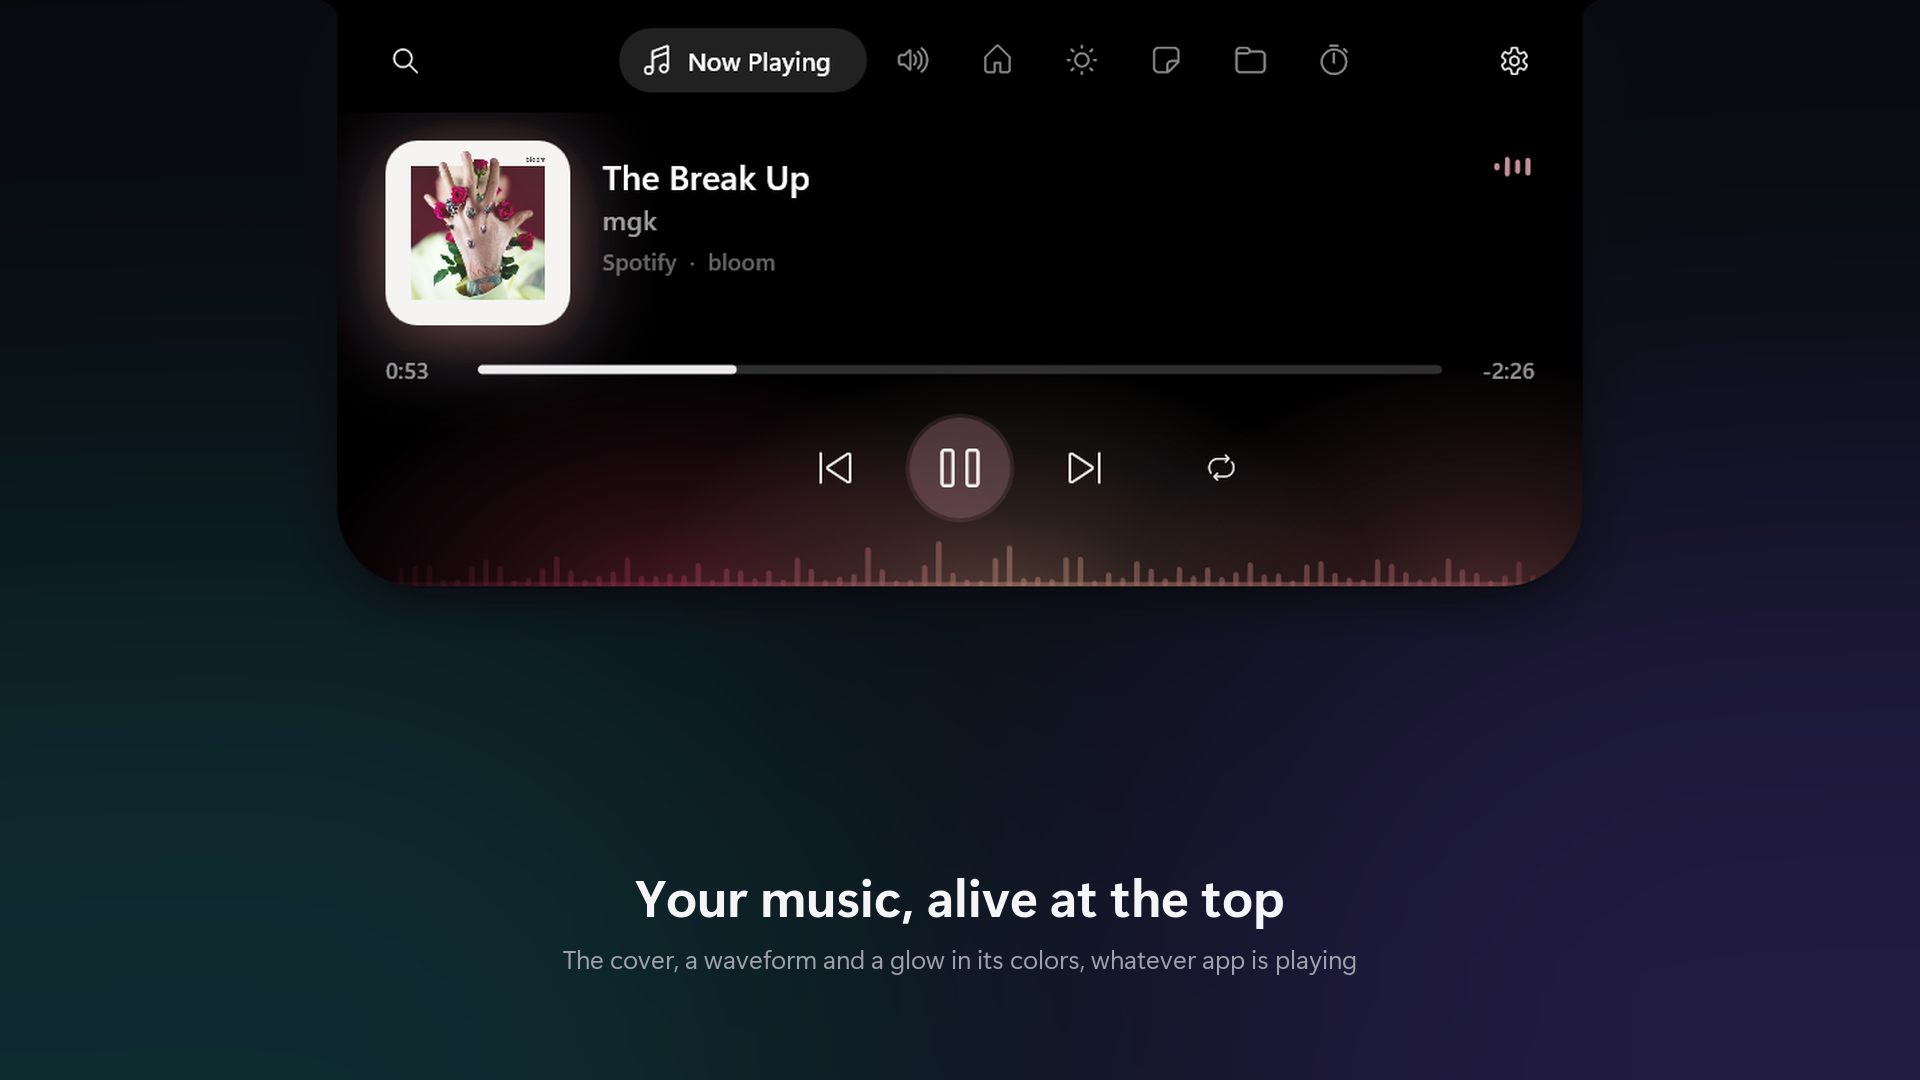 Now Playing
bloom
The Break Up
mgk
Spotify · bloom
0:53
-2:26
Your music, alive at the top
The cover, a waveform and a glow in its colors, whatever app is playing